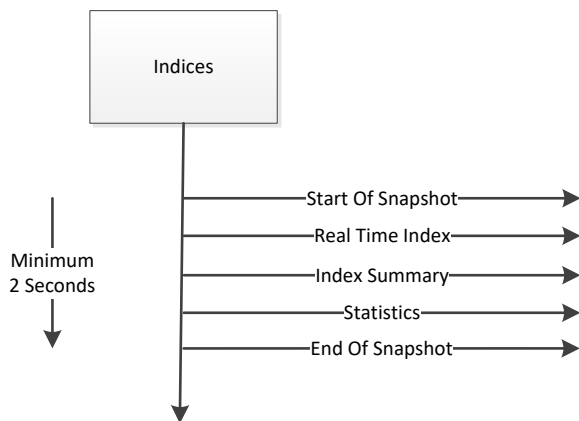 Indices
Start Of Snapshot
Real Time Index
Minimum
2 Seconds
Index Summary
Statistics
End Of Snapshot